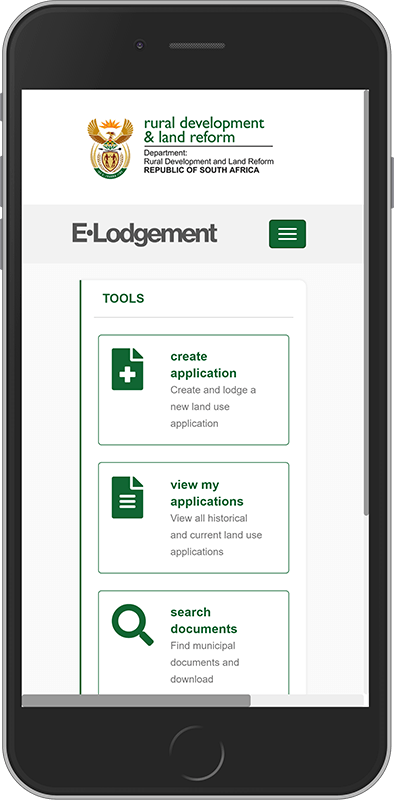 rural development
& land reform
Department:
Rural Development and Land Reform
REPUBLIC OF SOUTH AFRICA
E•Lodgement
TOOLS
create
application
Create and lodge a
new land use
application
view my
applications
View all historical
and current land use
applications
search
documents
Find municipal
documents and
download